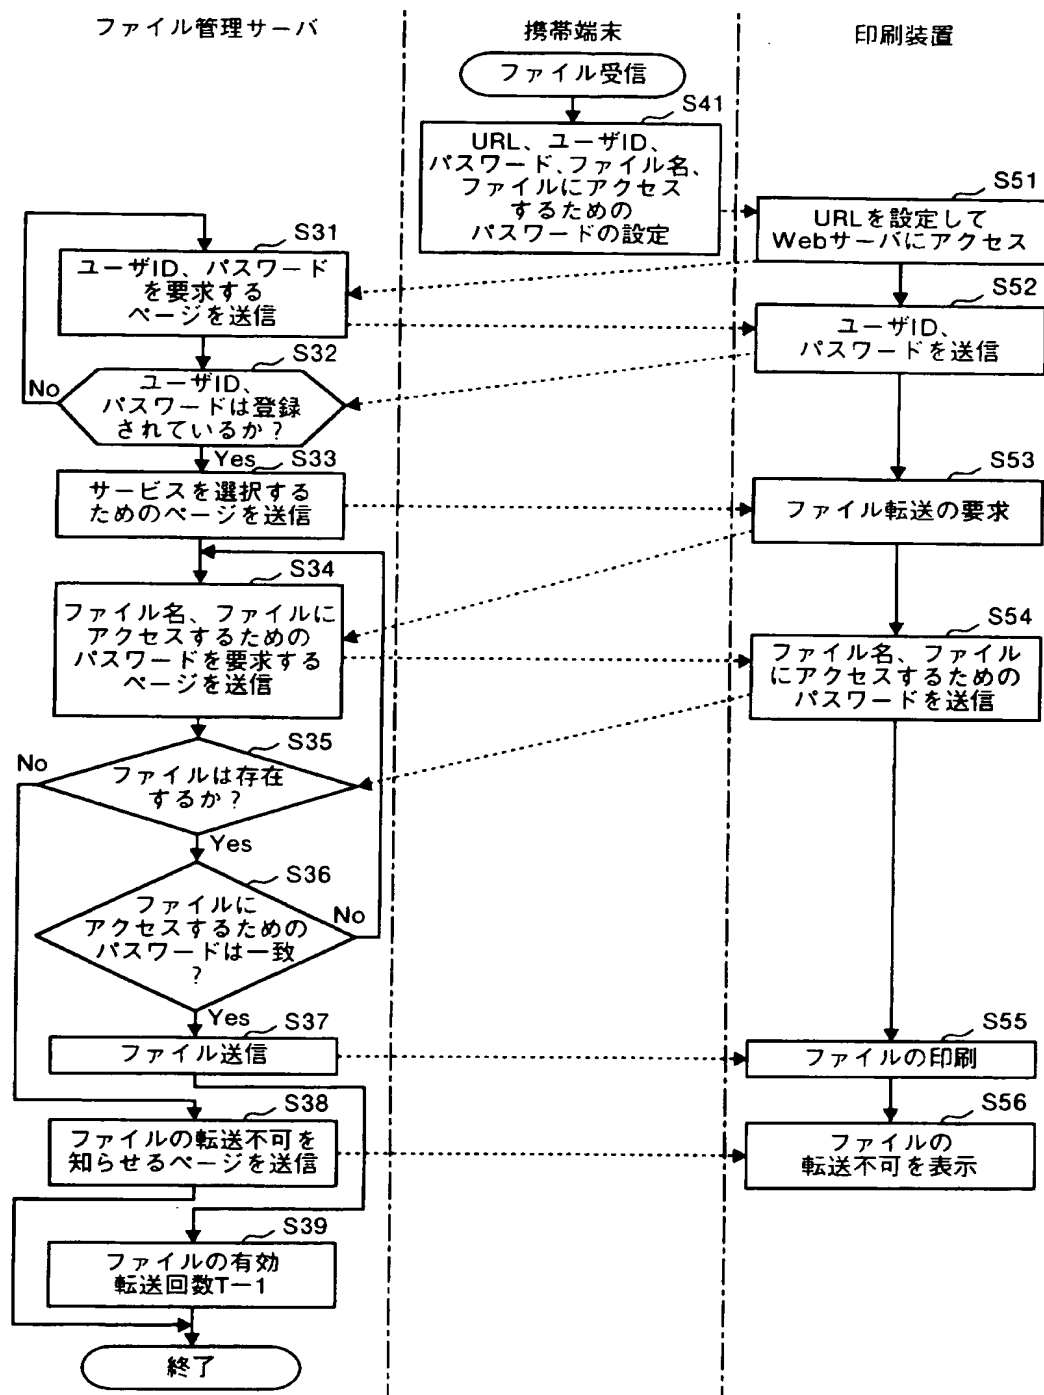 ファイル管理サーバ
携帯端末
印刷装置
ファイル受信
S41
URL、ユーザID、
パスワード、ファイル名、
ファイルにアクセス
するための
パスワードの設定
S51
URLを設定して
Webサーバにアクセス
S31
ユーザID、パスワード
を要求する
ページを送信
S52
ユーザID、
パスワードを送信
S32
ユーザID、
パスワードは登録
されているか?
No
Yes
S33
サービスを選択する
ためのページを送信
S53
ファイル転送の要求
S34
ファイル名、ファイルに
アクセスするための
パスワードを要求する
ページを送信
S54
ファイル名、ファイル
にアクセスするための
パスワードを送信
S35
ファイルは存在
するか?
No
Yes
S36
ファイルに
アクセスするための
パスワードは一致
?
No
Yes
S37
ファイル送信
S55
ファイルの印刷
S38
ファイルの転送不可を
知らせるページを送信
S56
ファイルの
転送不可を表示
S39
ファイルの有効
転送回数T-1
終了